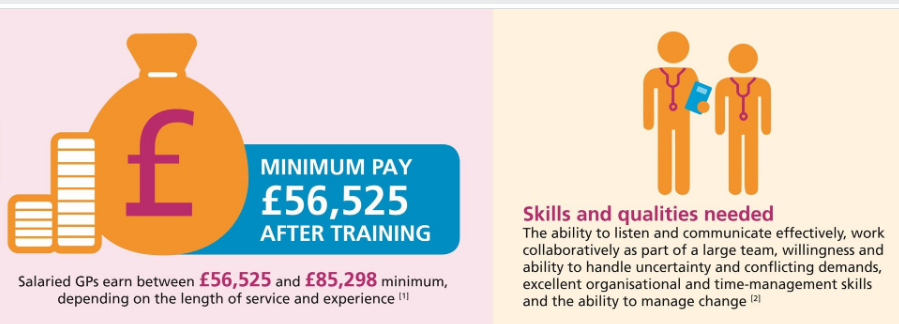 £
MINIMUM PAY
£56,525
AFTER TRAINING
Salaried GPs earn between £56,525 and £85,298 minimum,
depending on the length of service and experience [1]
Skills and qualities needed
The ability to listen and communicate effectively, work
collaboratively as part of a large team, willingness and
ability to handle uncertainty and conflicting demands,
excellent organisational and time-management skills
and the ability to manage change [2]